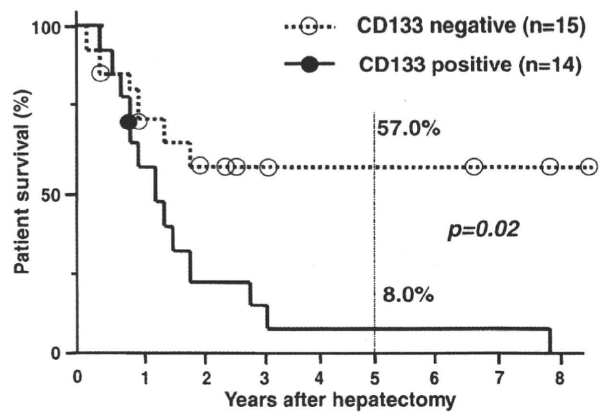 CD133 negative (n=15)
CD133 positive (n=14)
Patient survival (%)
100
50
0
57.0%
p=0.02
8.0%
0 1 2 3 4 5 6 7 8
Years after hepatectomy